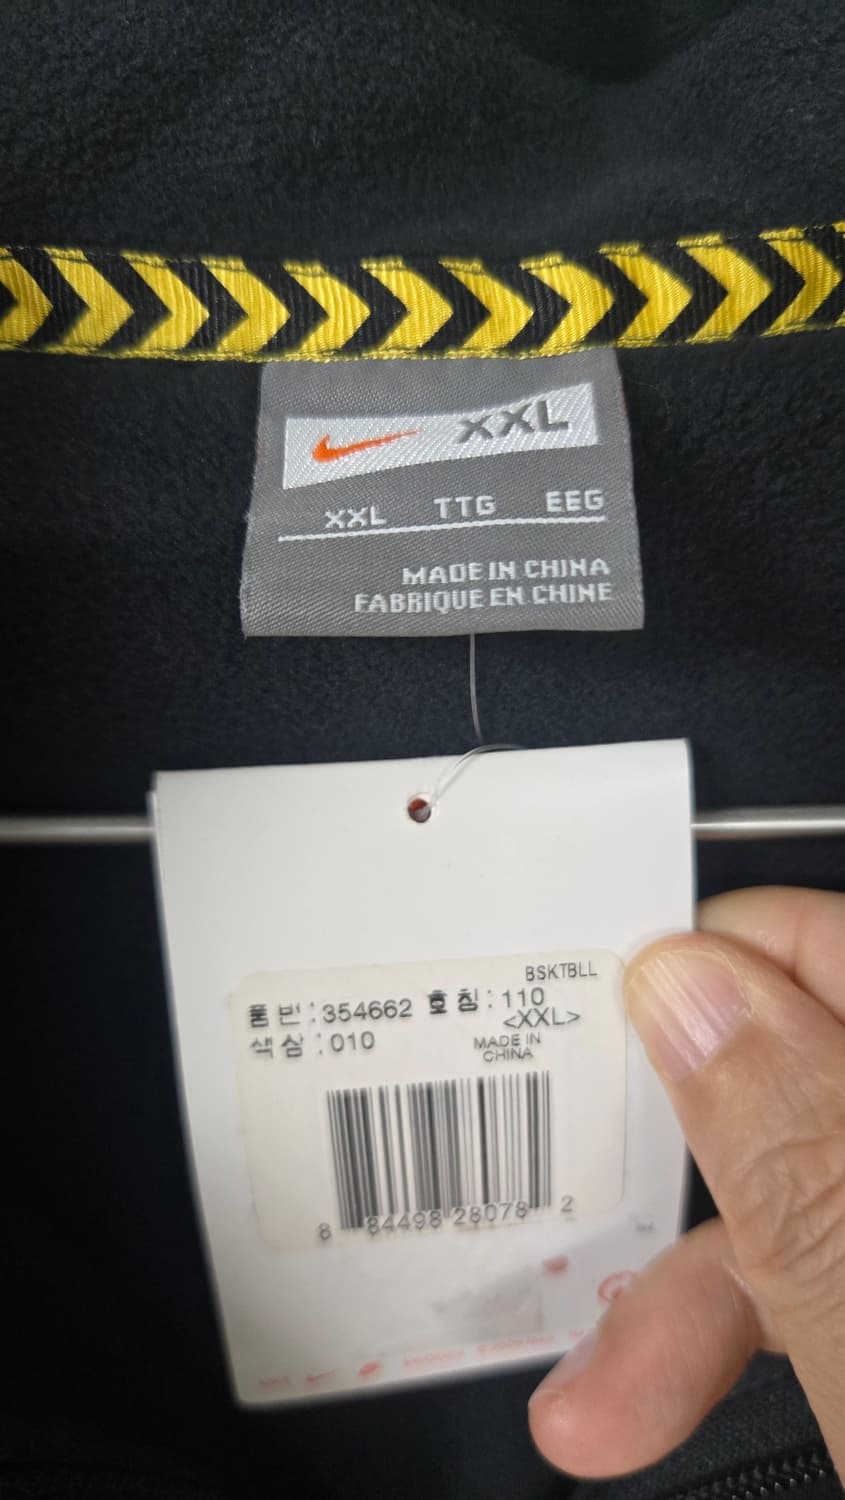 XXL
XXL TTG EEG
MADE IN CHINA
FABRIQUE EN CHINE
BSKTBLL
품 번 : 354662 호 칭 : 110
<XXL>
색 상 : 010
MADE IN
CHINA
8 84498 28078 2